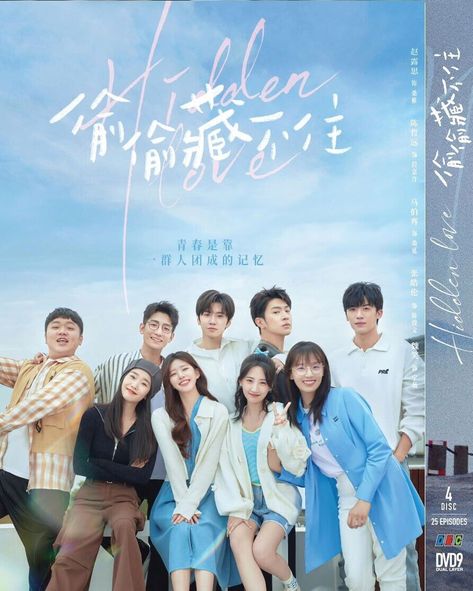 偷偷藏不住
Hidden
Love
青春是靠
一群人团成的记忆
赵露思
陈哲远
马伯骞
张皓伦
PRÉ
偷偷藏不住
Hidden Love
4
DISC
25 EPISODES
DVD9
DUAL LAYER